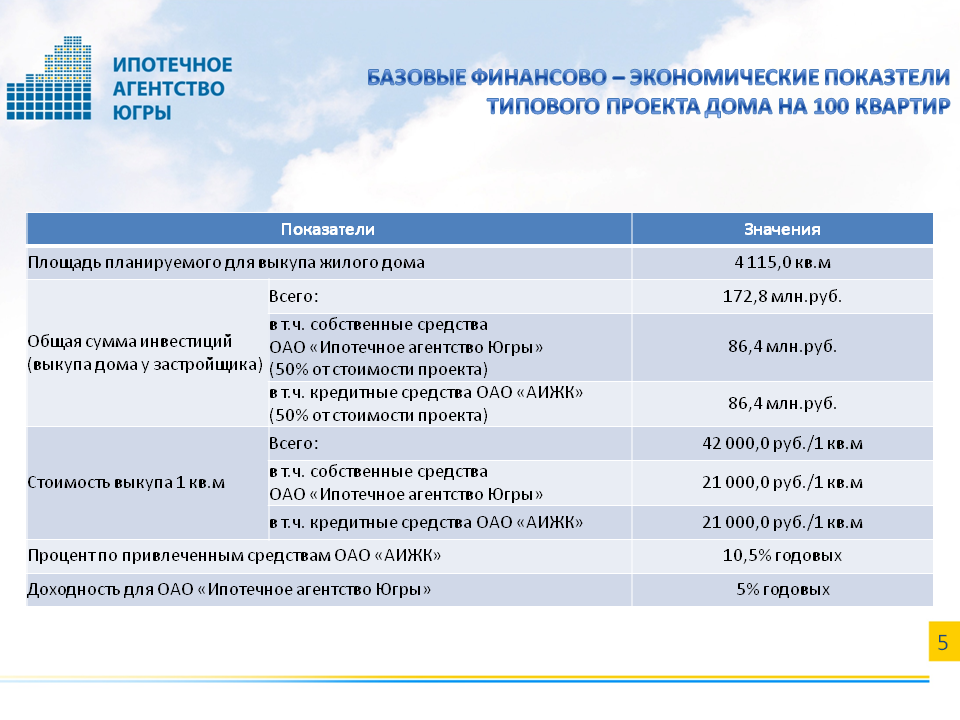 ИПОТЕЧНОЕ
АГЕНТСТВО
ЮГРЫ
БАЗОВЫЕ ФИНАНСОВО – ЭКОНОМИЧЕСКИЕ ПОКАЗТЕЛИ
ТИПОВОГО ПРОЕКТА ДОМА НА 100 КВАРТИР
Показатели Значения
Площадь планируемого для выкупа жилого дома 4 115,0 кв.м
Общая сумма инвестиций
(выкупа дома у застройщика)
Всего: 172,8 млн.руб.
в т.ч. собственные средства
ОАО «Ипотечное агентство Югры»
(50% от стоимости проекта)
86,4 млн.руб.
в т.ч. кредитные средства ОАО «АИЖК»
(50% от стоимости проекта)
86,4 млн.руб.
Стоимость выкупа 1 кв.м
Всего: 42 000,0 руб./1 кв.м
в т.ч. собственные средства
ОАО «Ипотечное агентство Югры»
21 000,0 руб./1 кв.м
в т.ч. кредитные средства ОАО «АИЖК» 21 000,0 руб./1 кв.м
Процент по привлеченным средствам ОАО «АИЖК» 10,5% годовых
Доходность для ОАО «Ипотечное агентство Югры» 5% годовых
5